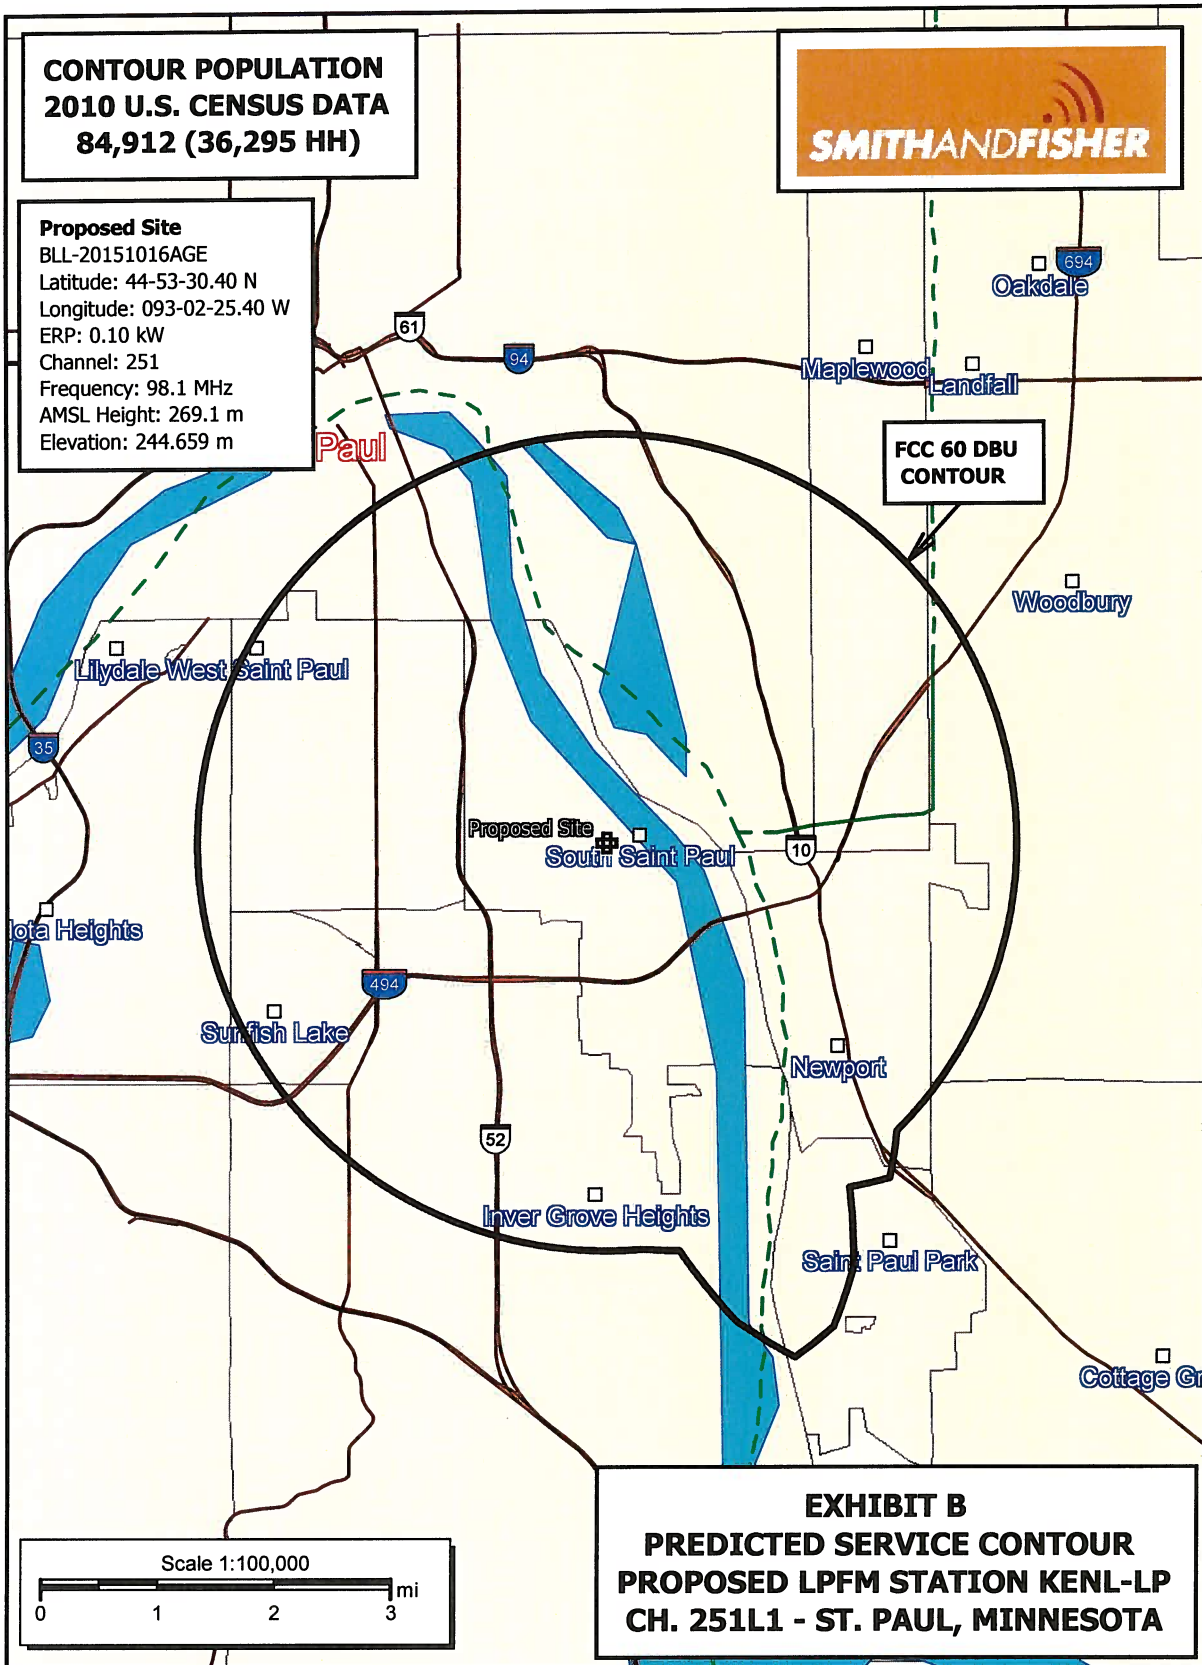 CONTOUR POPULATION
2010 U.S. CENSUS DATA
84,912 (36,295 HH)
SMITHANDFISHER
Proposed Site
BLL-20151016AGE
Latitude: 44-53-30.40 N
Longitude: 093-02-25.40 W
ERP: 0.10 kW
Channel: 251
Frequency: 98.1 MHz
AMSL Height: 269.1 m
Elevation: 244.659 m
694
Oakdale
61
94
Maplewood
Landfall
Paul
FCC 60 DBU
CONTOUR
Woodbury
Lilydale
West Saint Paul
35
Proposed Site
South Saint Paul
10
lota Heights
494
Sunfish Lake
Newport
52
Inver Grove Heights
Saint Paul Park
Cottage Gr
EXHIBIT B
PREDICTED SERVICE CONTOUR
PROPOSED LPFM STATION KENL-LP
CH. 251L1 - ST. PAUL, MINNESOTA
Scale 1:100,000
mi
0 1 2 3